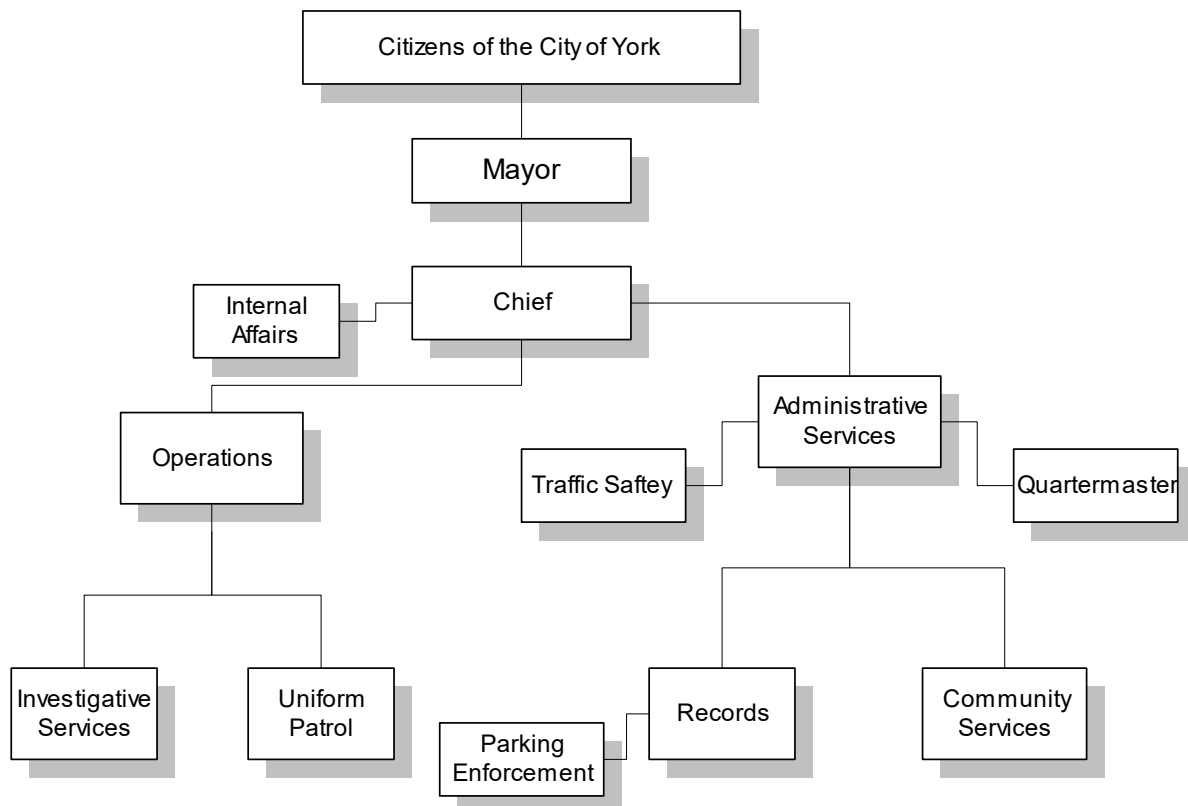 Citizens of the City of York
Mayor
Chief
Internal
Affairs
Administrative
Services
Operations
Traffic Saftey
Quartermaster
Investigative
Services
Uniform
Patrol
Records
Community
Services
Parking
Enforcement